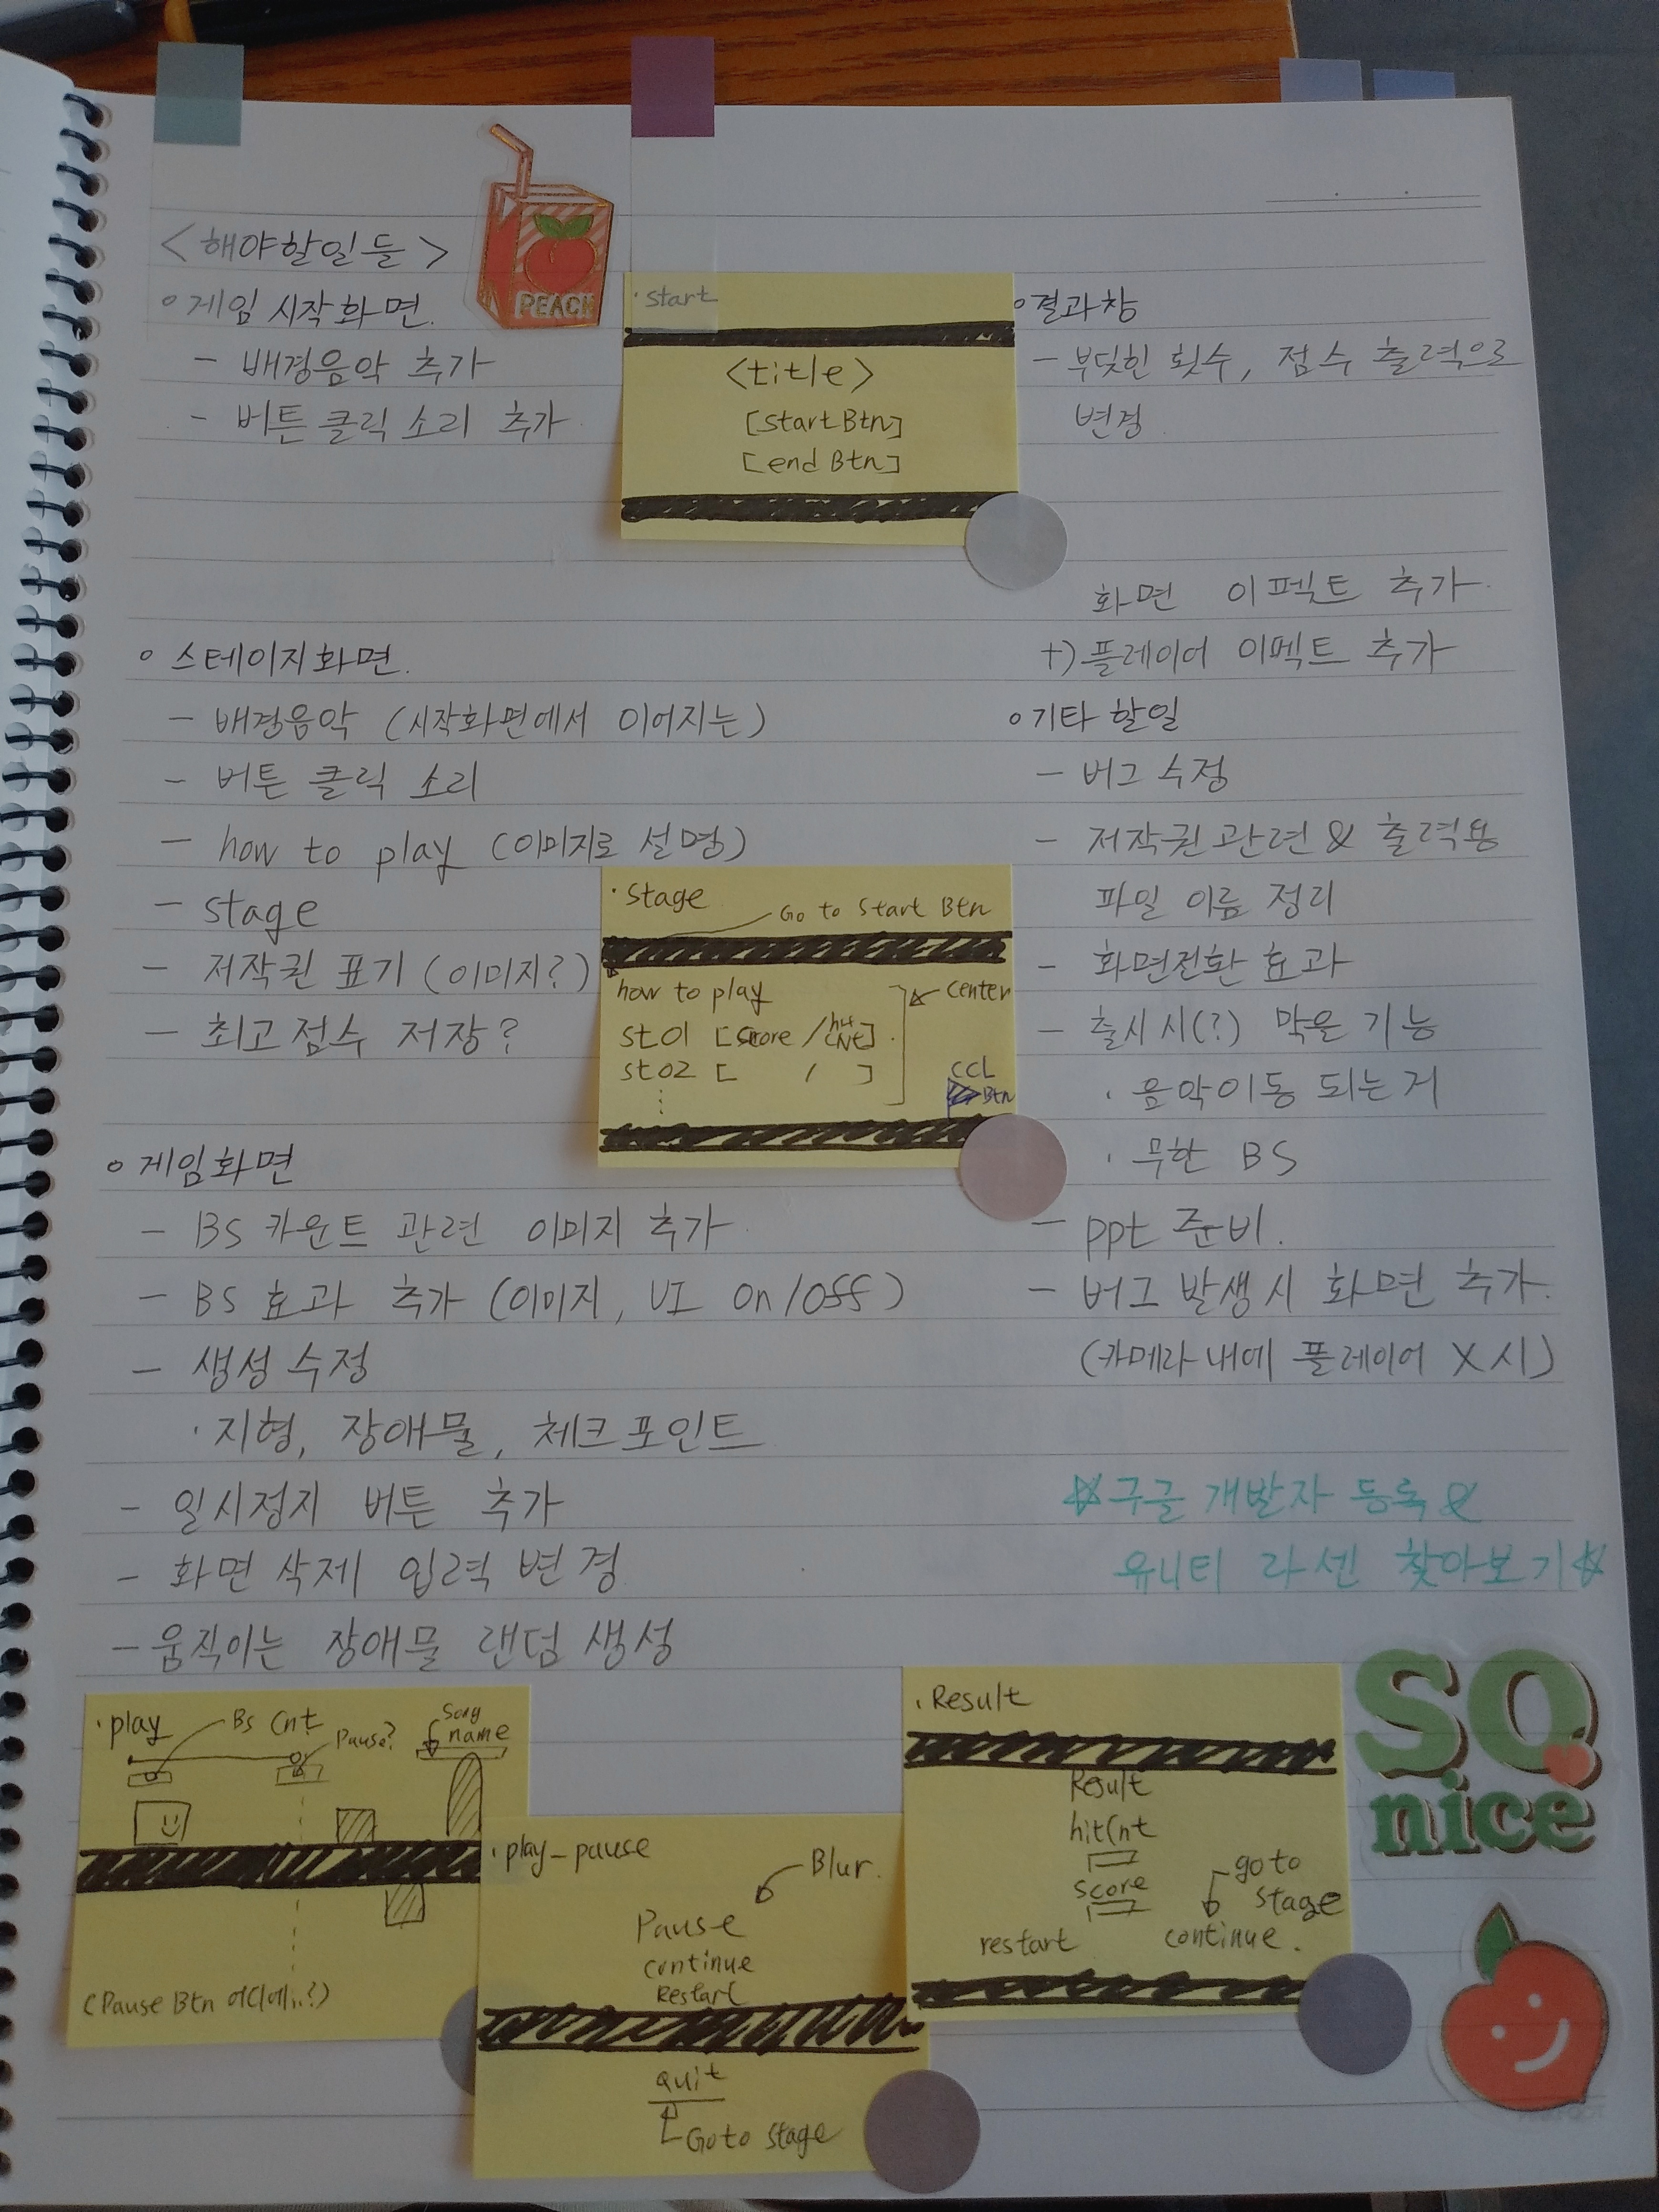 <해야할일들>
◦게임 시작화면.
- 배경음악 추가
- 버튼 클릭 소리 추가
PEACH
·start
<title>
[startBtn]
[end Btn]
◦스테이지화면.
- 배경음악 (시작화면에서 이어지는)
- 버튼 클릭 소리
- how to play (이미지로 설명)
- stage
- 저작권 표기 (이미지?)
- 최고점수 저장?
·stage
Go to Start Btn
how to play
center
st01 [score / hit CNt]
st02 [ / ]
CCL
Btn
◦게임화면
- BS 카운트 관련 이미지 추가
- BS 효과 추가 (이미지, UI on/off)
- 생성 수정
·지형, 장애물, 체크포인트
- 일시정지 버튼 추가
- 화면 삭제 입력 변경
- 움직이는 장애물 랜덤 생성
◦결과창
- 부딪힌 횟수, 점수 출력으로
변경
화면 이펙트 추가.
+) 플레이어 이펙트 추가
◦기타 할일
- 버그 수정
- 저작권 관련 & 출력용
파일 이름 정리
- 화면전환 효과
- 출시 시(?) 막을 기능
· 음악이동 되는거
· 무한 BS
- ppt 준비.
- 버그 발생시 화면 추가.
(카메라 내에 플레이어 X시)
☆구글 개발자 등록 &
유니티 라센 찾아보기☆
·play
Bs Cnt
Pause?
Song
name
(Pause Btn 어디에..?)
·play_pause
Blur.
Pause
continue
Restart
quit
Go to stage
·Result
Result
hitCnt
score
go to
stage
restart
continue.
SO
nice